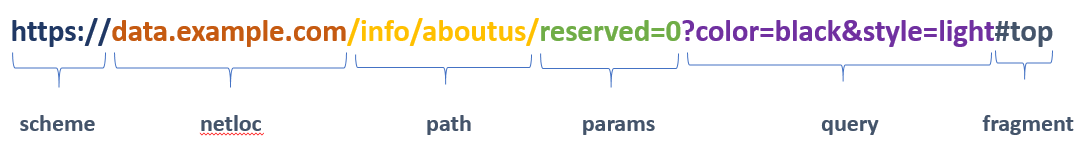 https://data.example.com/info/aboutus/reserved=0?color=black&style=light#top
scheme netloc path params query fragment